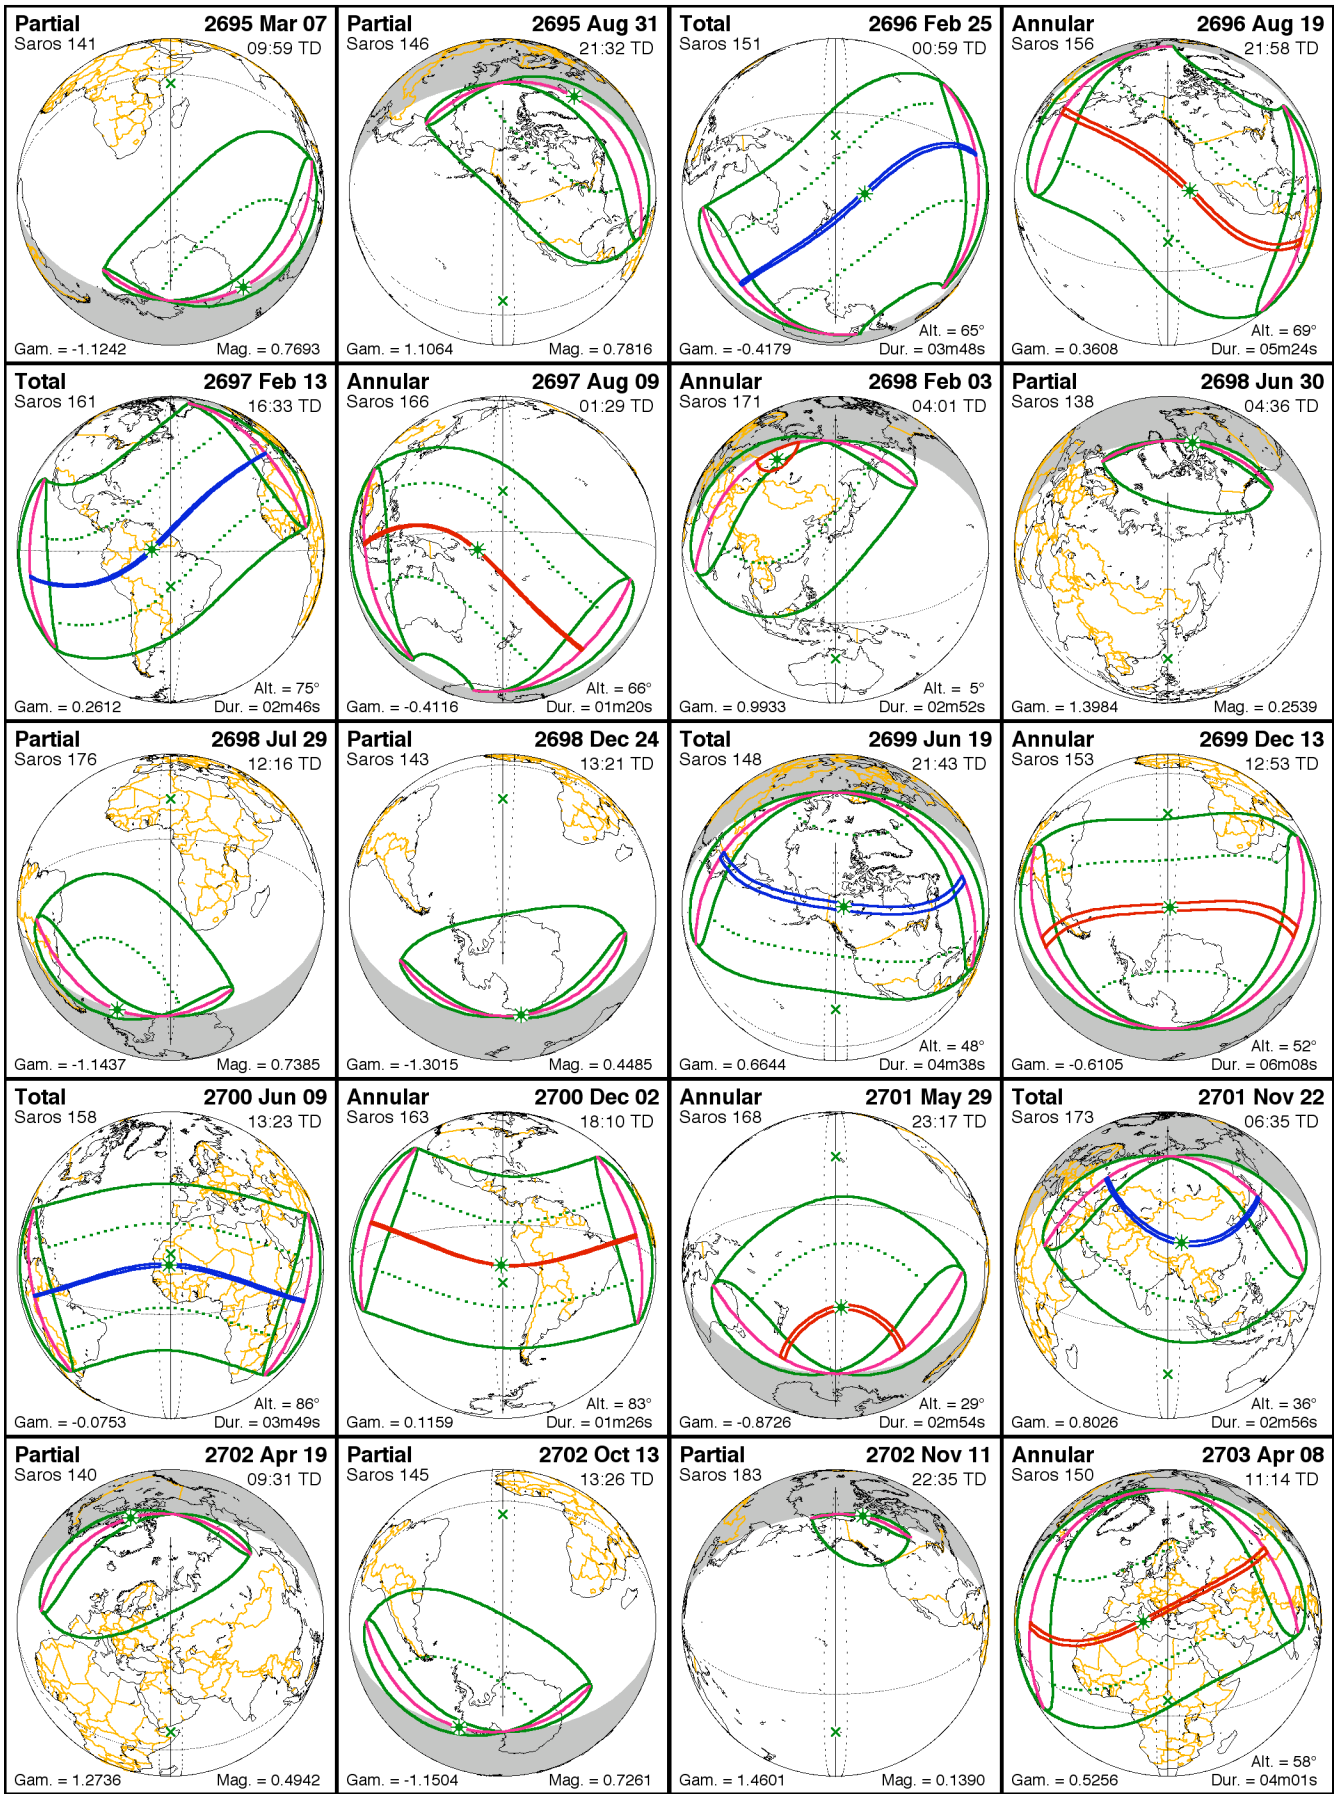 Partial 2695 Mar 07
Saros 141 09:59 TD
Gam. = -1.1242 Mag. = 0.7693
Partial 2695 Aug 31
Saros 146 21:32 TD
Gam. = 1.1064 Mag. = 0.7816
Total 2696 Feb 25
Saros 151 00:59 TD
Alt. = 65°
Gam. = -0.4179 Dur. = 03m48s
Annular 2696 Aug 19
Saros 156 21:58 TD
Alt. = 69°
Gam. = 0.3608 Dur. = 05m24s
Total 2697 Feb 13
Saros 161 16:33 TD
Alt. = 75°
Gam. = 0.2612 Dur. = 02m46s
Annular 2697 Aug 09
Saros 166 01:29 TD
Alt. = 66°
Gam. = -0.4116 Dur. = 01m20s
Annular 2698 Feb 03
Saros 171 04:01 TD
Alt. = 5°
Gam. = 0.9933 Dur. = 02m52s
Partial 2698 Jun 30
Saros 138 04:36 TD
Gam. = 1.3984 Mag. = 0.2539
Partial 2698 Jul 29
Saros 176 12:16 TD
Gam. = -1.1437 Mag. = 0.7385
Partial 2698 Dec 24
Saros 143 13:21 TD
Gam. = -1.3015 Mag. = 0.4485
Total 2699 Jun 19
Saros 148 21:43 TD
Alt. = 48°
Gam. = 0.6644 Dur. = 04m38s
Annular 2699 Dec 13
Saros 153 12:53 TD
Alt. = 52°
Gam. = -0.6105 Dur. = 06m08s
Total 2700 Jun 09
Saros 158 13:23 TD
Alt. = 86°
Gam. = -0.0753 Dur. = 03m49s
Annular 2700 Dec 02
Saros 163 18:10 TD
Alt. = 83°
Gam. = 0.1159 Dur. = 01m26s
Annular 2701 May 29
Saros 168 23:17 TD
Alt. = 29°
Gam. = -0.8726 Dur. = 02m54s
Total 2701 Nov 22
Saros 173 06:35 TD
Alt. = 36°
Gam. = 0.8026 Dur. = 02m56s
Partial 2702 Apr 19
Saros 140 09:31 TD
Gam. = 1.2736 Mag. = 0.4942
Partial 2702 Oct 13
Saros 145 13:26 TD
Gam. = -1.1504 Mag. = 0.7261
Partial 2702 Nov 11
Saros 183 22:35 TD
Gam. = 1.4601 Mag. = 0.1390
Annular 2703 Apr 08
Saros 150 11:14 TD
Alt. = 58°
Gam. = 0.5256 Dur. = 04m01s